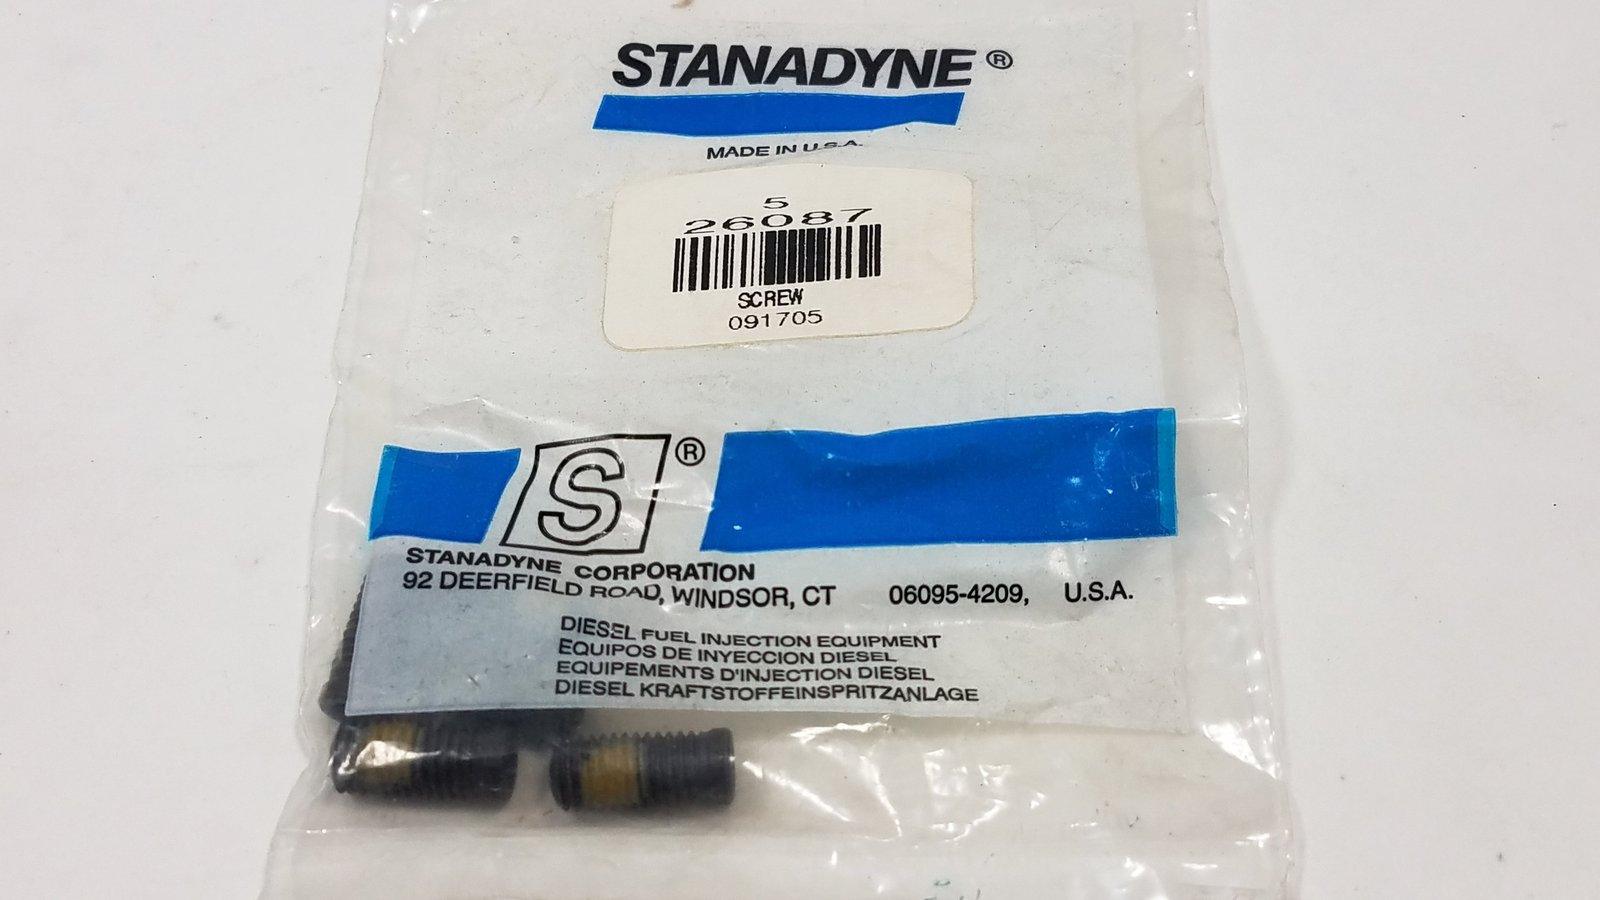 STANADYNE®
MADE IN U.S.A.
5
26087
SCREW
091705
S®
STANADYNE CORPORATION
92 DEERFIELD ROAD, WINDSOR, CT 06095-4209, U.S.A.
DIESEL FUEL INJECTION EQUIPMENT
EQUIPOS DE INYECCION DIESEL
EQUIPEMENTS D'INJECTION DIESEL
DIESEL KRAFTSTOFFEINSPRITZANLAGE